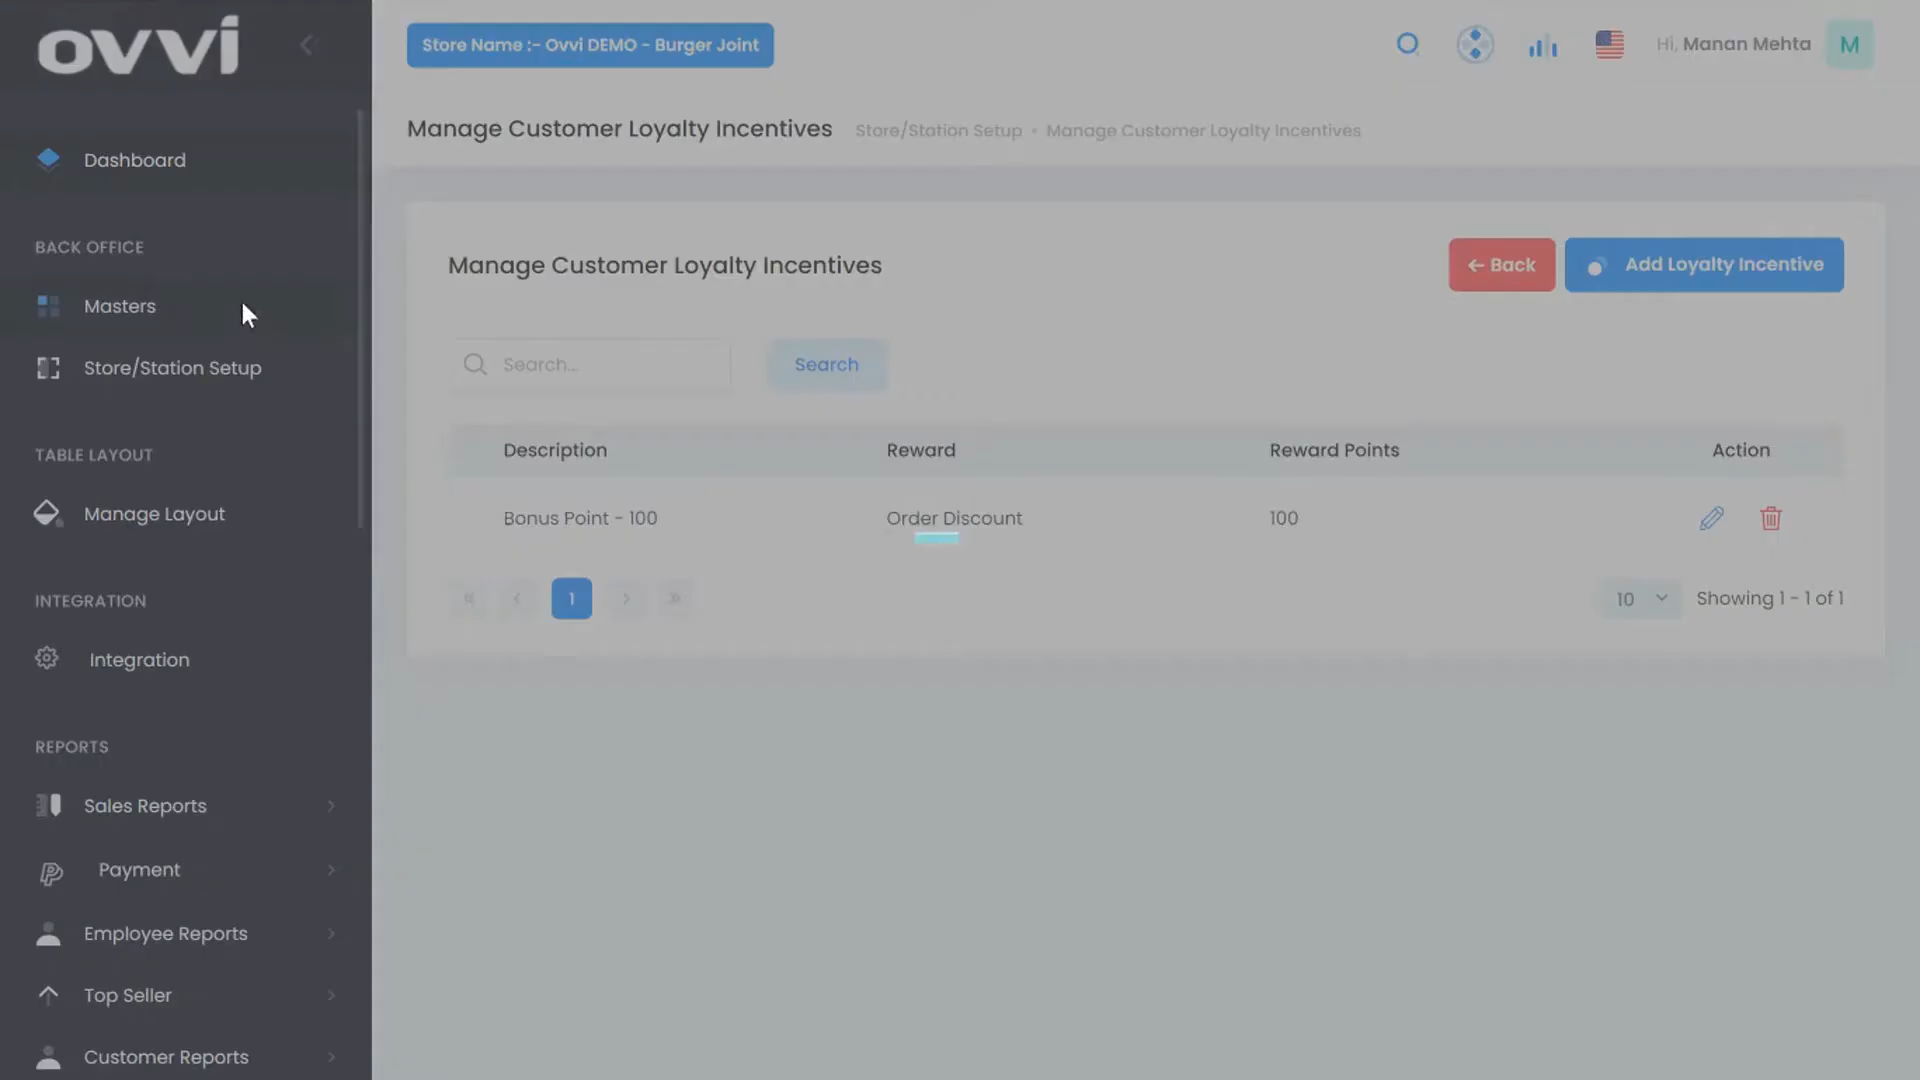 ovvi
Store Name :- Ovvi DEMO - Burger Joint
Hi, Manan Mehta
M
Manage Customer Loyalty Incentives
Store/Station Setup • Manage Customer Loyalty Incentives
Dashboard
BACK OFFICE
Masters
Store/Station Setup
TABLE LAYOUT
Manage Layout
INTEGRATION
Integration
REPORTS
Sales Reports
Payment
Employee Reports
Top Seller
Customer Reports
Manage Customer Loyalty Incentives
Back
Add Loyalty Incentive
Search...
Search
Description Reward Reward Points Action
Bonus Point - 100 Order Discount 100
1
10
Showing 1 - 1 of 1